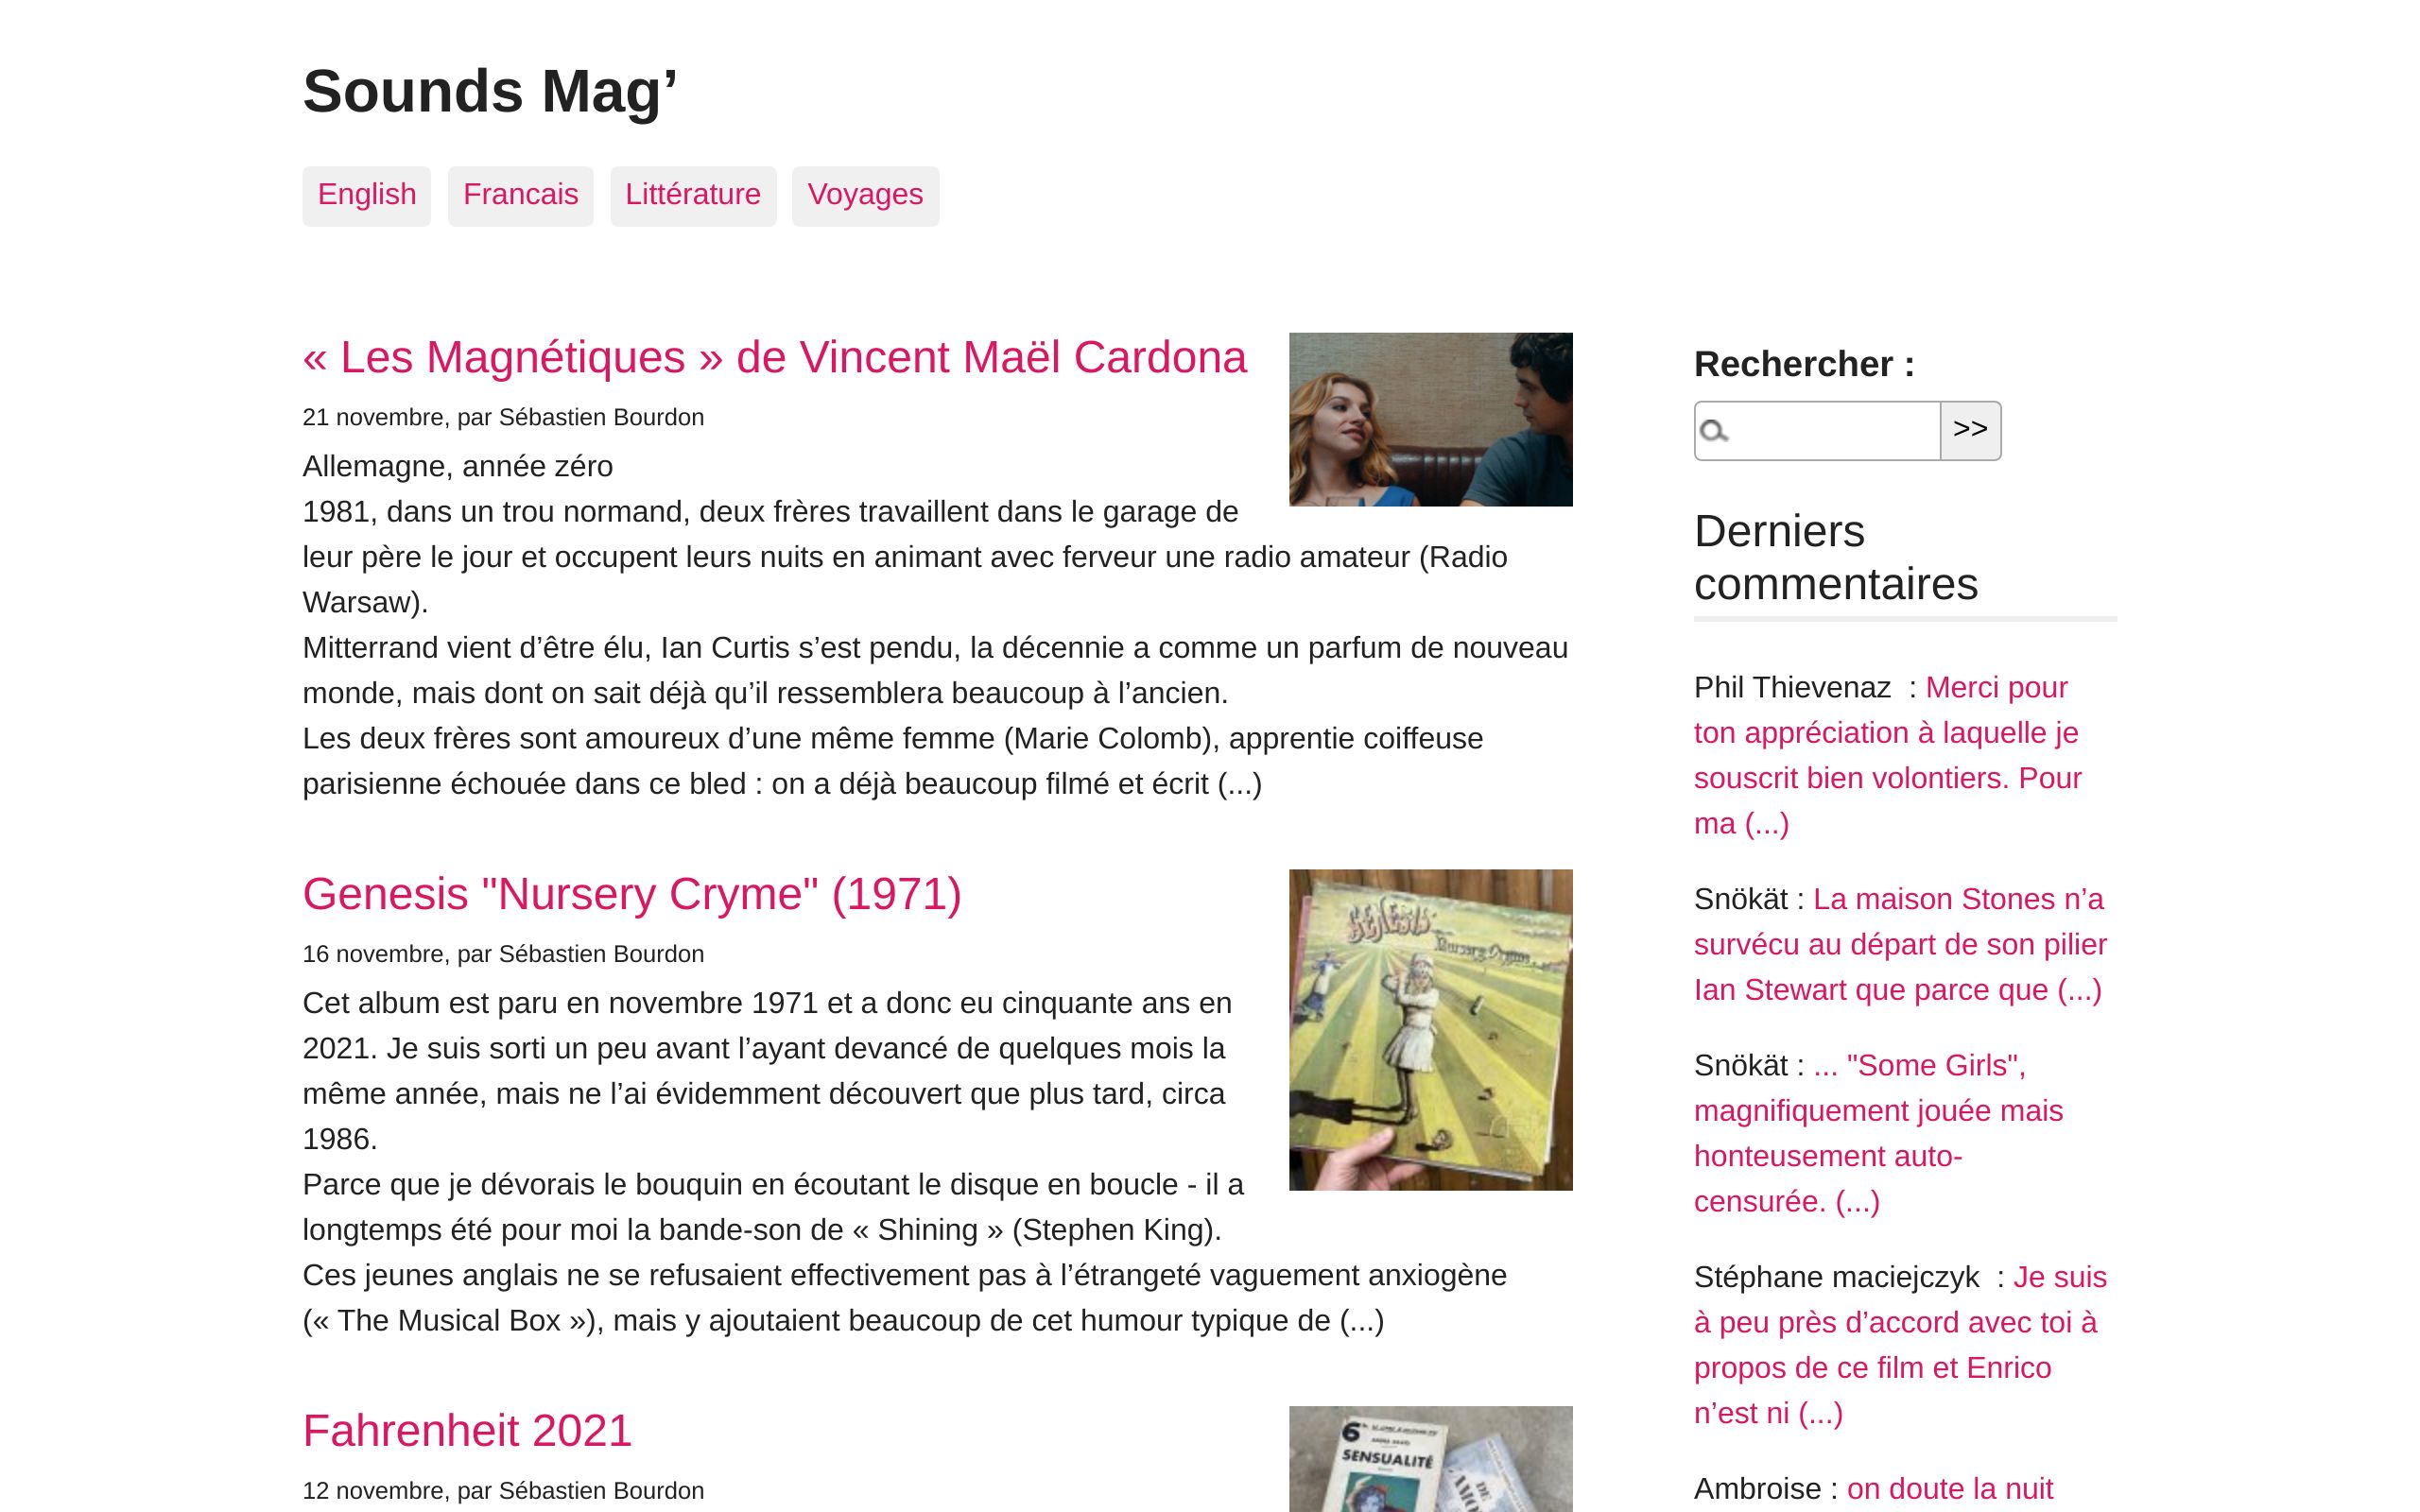 Sounds Mag’
English Francais Littérature Voyages
« Les Magnétiques » de Vincent Maël Cardona
21 novembre, par Sébastien Bourdon
Allemagne, année zéro
1981, dans un trou normand, deux frères travaillent dans le garage de
leur père le jour et occupent leurs nuits en animant avec ferveur une radio amateur (Radio
Warsaw).
Mitterrand vient d’être élu, Ian Curtis s’est pendu, la décennie a comme un parfum de nouveau
monde, mais dont on sait déjà qu’il ressemblera beaucoup à l’ancien.
Les deux frères sont amoureux d’une même femme (Marie Colomb), apprentie coiffeuse
parisienne échouée dans ce bled : on a déjà beaucoup filmé et écrit (...)
Genesis "Nursery Cryme" (1971)
16 novembre, par Sébastien Bourdon
Cet album est paru en novembre 1971 et a donc eu cinquante ans en
2021. Je suis sorti un peu avant l’ayant devancé de quelques mois la
même année, mais ne l’ai évidemment découvert que plus tard, circa
1986.
Parce que je dévorais le bouquin en écoutant le disque en boucle - il a
longtemps été pour moi la bande-son de « Shining » (Stephen King).
Ces jeunes anglais ne se refusaient effectivement pas à l’étrangeté vaguement anxiogène
(« The Musical Box »), mais y ajoutaient beaucoup de cet humour typique de (...)
GENESIS
Nursery Cryme
Fahrenheit 2021
12 novembre, par Sébastien Bourdon
6
SENSUALITÉ
DE
Rechercher :
>>
Derniers
commentaires
Phil Thievenaz  : Merci pour
ton appréciation à laquelle je
souscrit bien volontiers. Pour
ma (...)
Snökät : La maison Stones n’a
survécu au départ de son pilier
Ian Stewart que parce que (...)
Snökät : ... "Some Girls",
magnifiquement jouée mais
honteusement auto-
censurée. (...)
Stéphane maciejczyk  : Je suis
à peu près d’accord avec toi à
propos de ce film et Enrico
n’est ni (...)
Ambroise : on doute la nuit